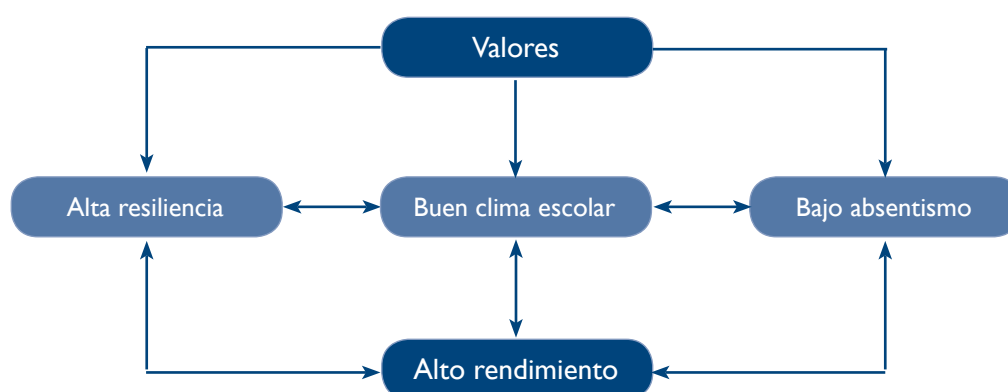 Valores
Alta resiliencia
Buen clima escolar
Bajo absentismo
Alto rendimiento